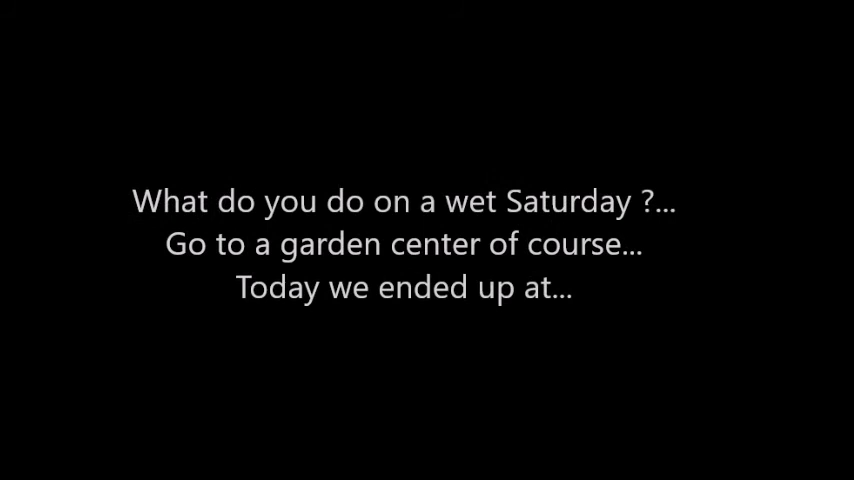 What do you do on a wet Saturday ?...
Go to a garden center of course...
Today we ended up at...